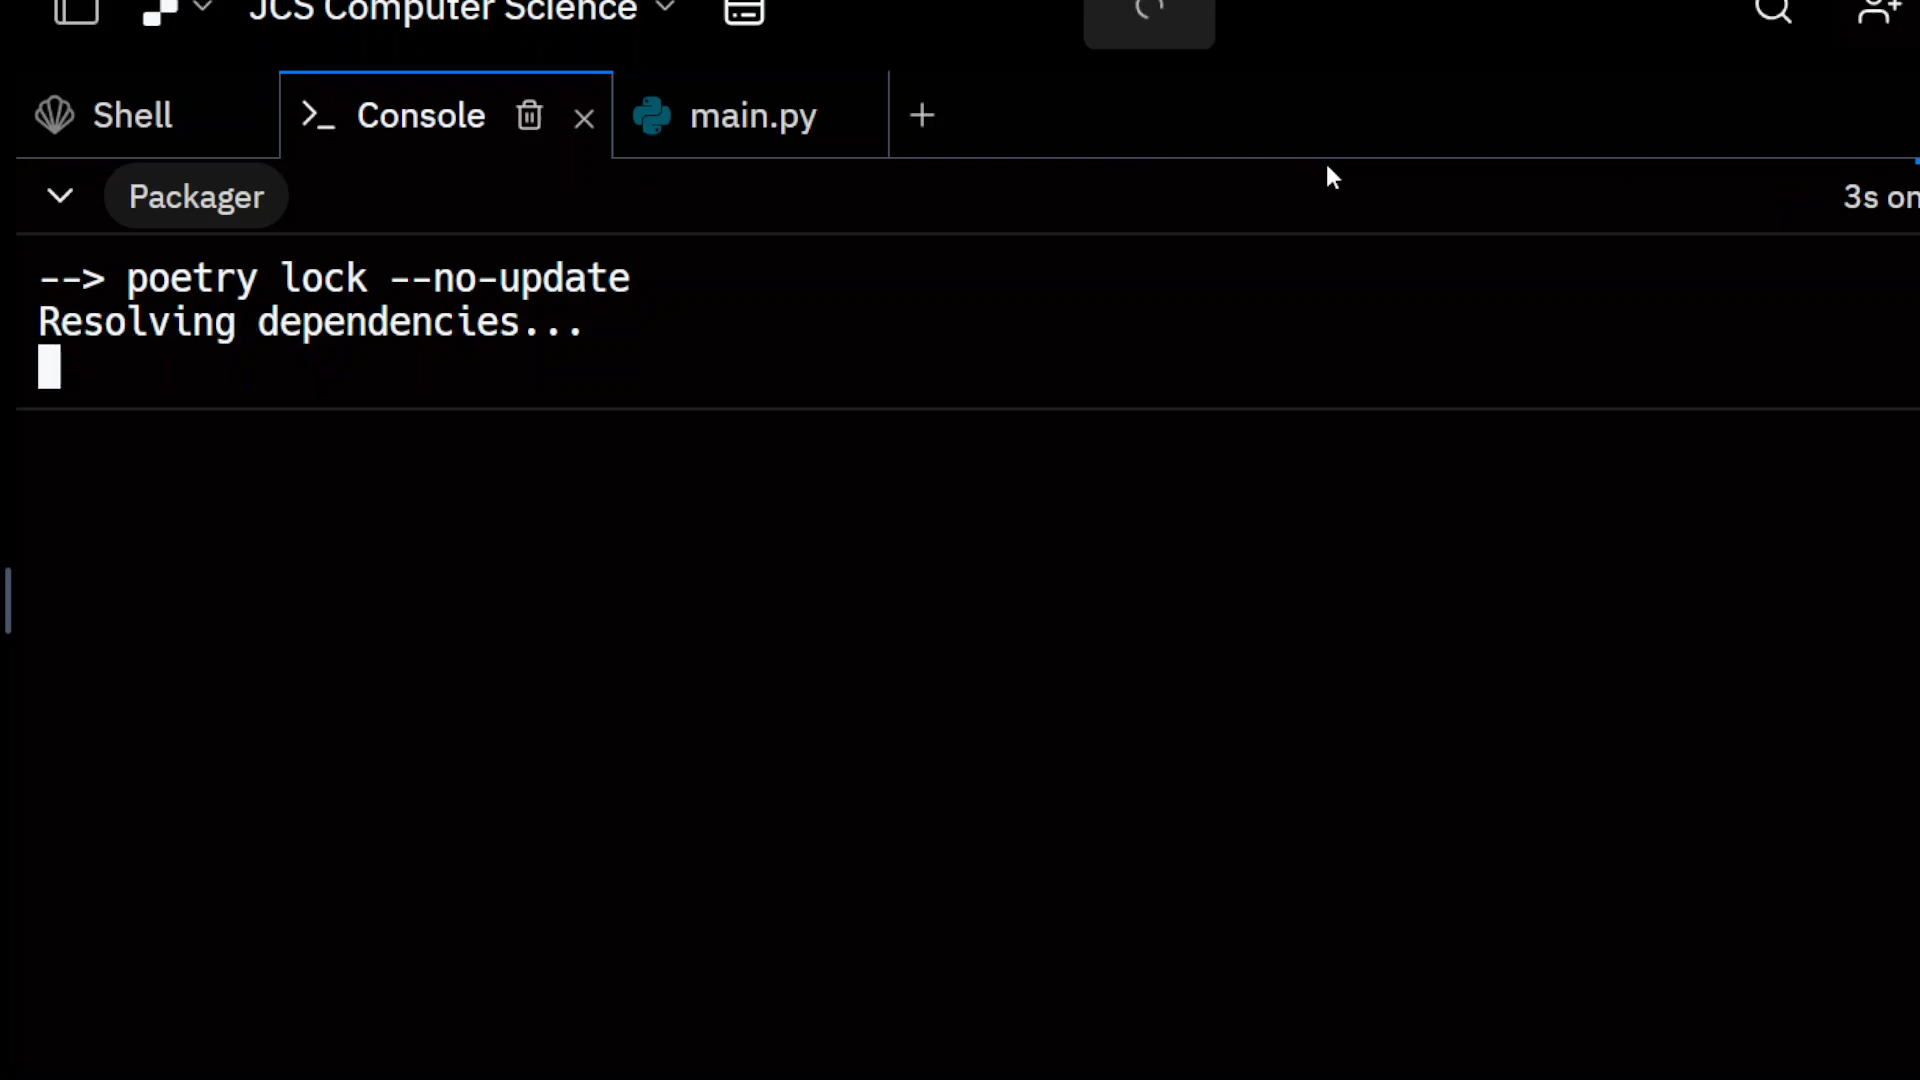 JCS Computer Science
Shell
Console
main.py
Packager
3s on
--> poetry lock --no-update
Resolving dependencies...